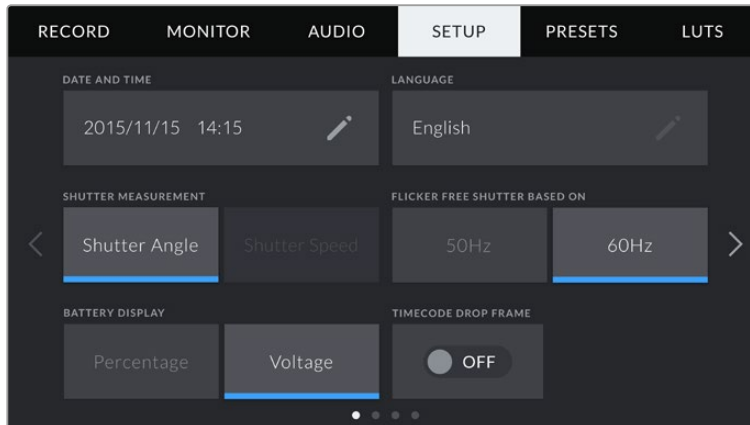 RECORD MONITOR AUDIO SETUP PRESETS LUTS
DATE AND TIME LANGUAGE
2015/11/15 14:15 English
SHUTTER MEASUREMENT FLICKER FREE SHUTTER BASED ON
Shutter Angle Shutter Speed 50Hz 60Hz
BATTERY DISPLAY TIMECODE DROP FRAME
Percentage Voltage OFF